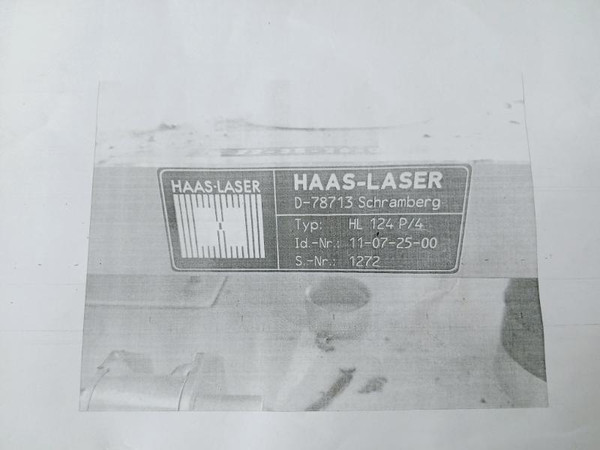 HAAS-LASER
HAAS-LASER
D-78713 Schramberg
Typ: HL 124 P/4
Id.-Nr.: 11-07-25-00
S.-Nr.: 1272